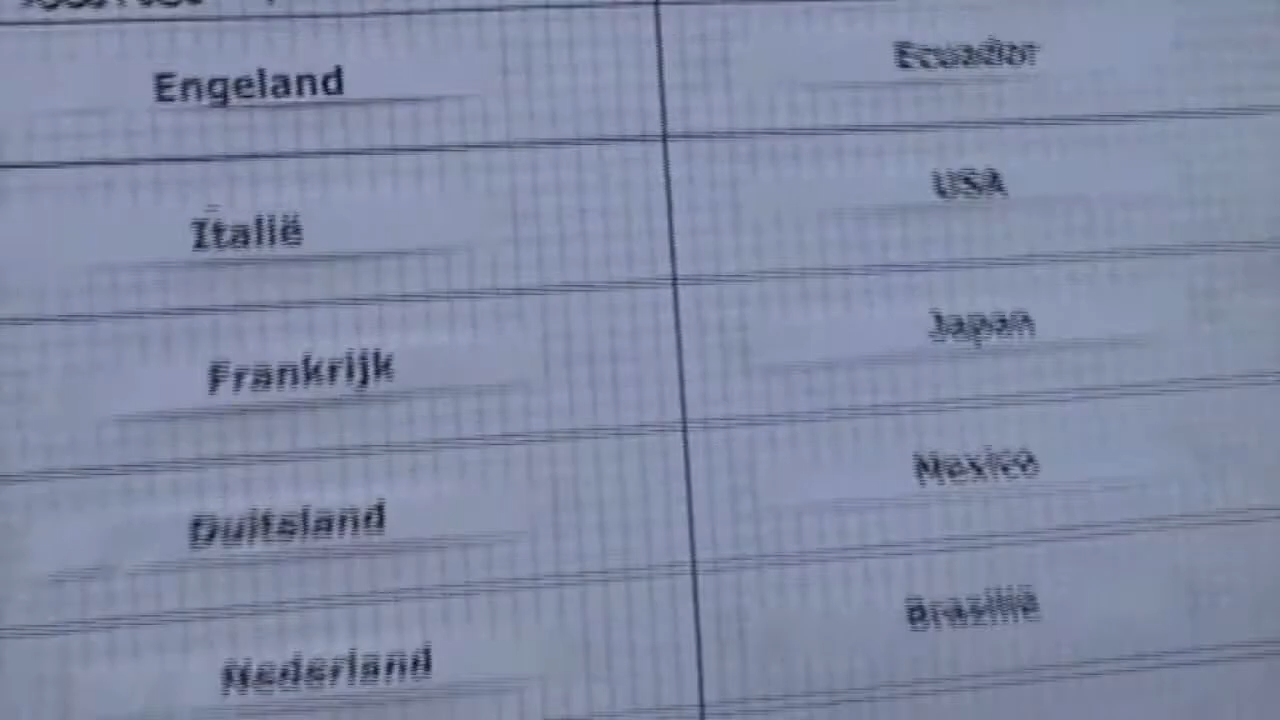 Engeland
Ecuador
Italië
USA
Frankrijk
Japan
Duitsland
Mexico
Nederland
Brazilië